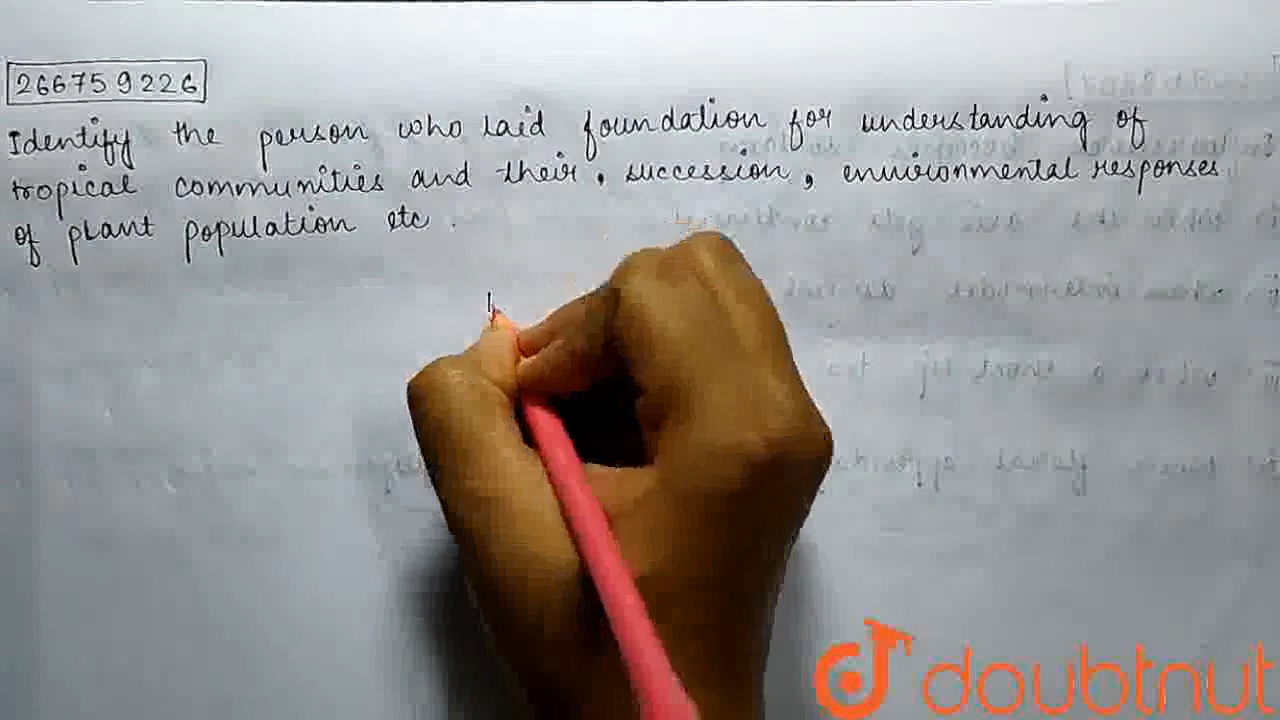 266759226
Identify the person who laid foundation for understanding of
tropical communities and their, succession, environmental responses
of plant population etc.
doubtnut